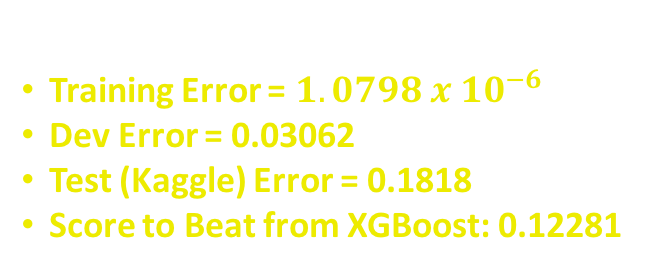 • Training Error = 1.0798 x 10⁻⁶
• Dev Error = 0.03062
• Test (Kaggle) Error = 0.1818
• Score to Beat from XGBoost: 0.12281